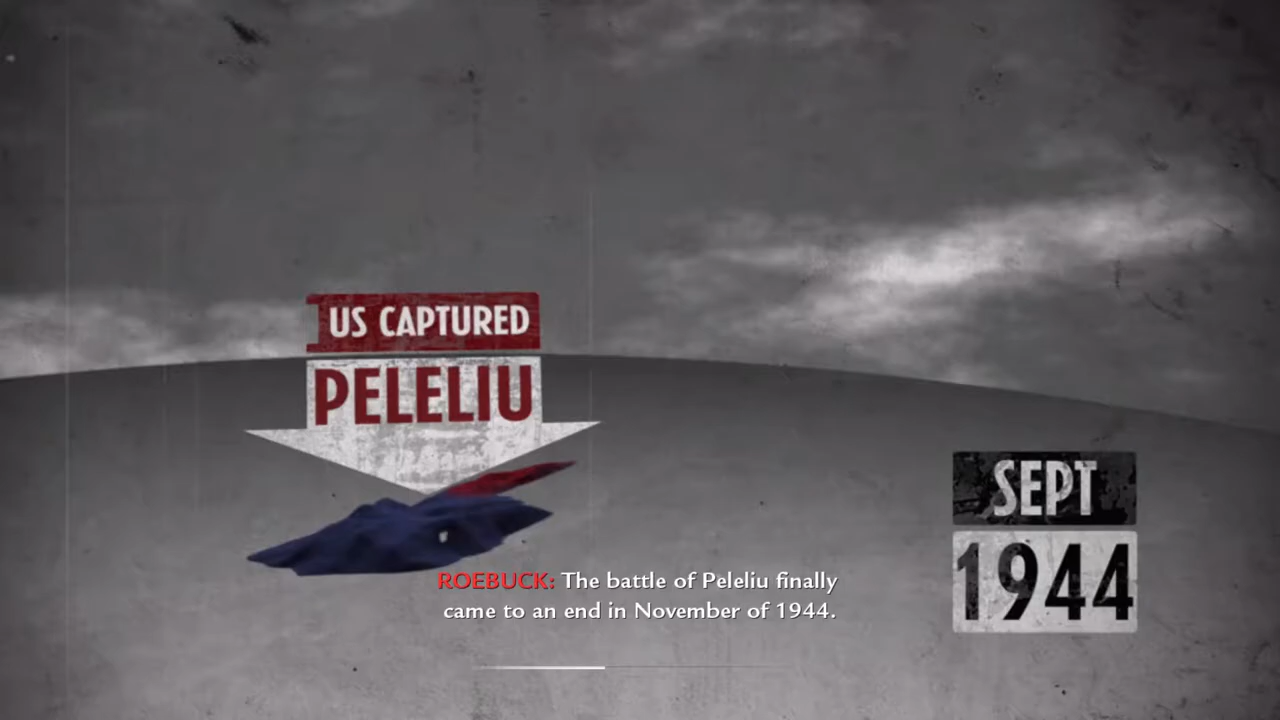 US CAPTURED
PELELIU
SEPT
1944
ROEBUCK: The battle of Peleliu finally
came to an end in November of 1944.